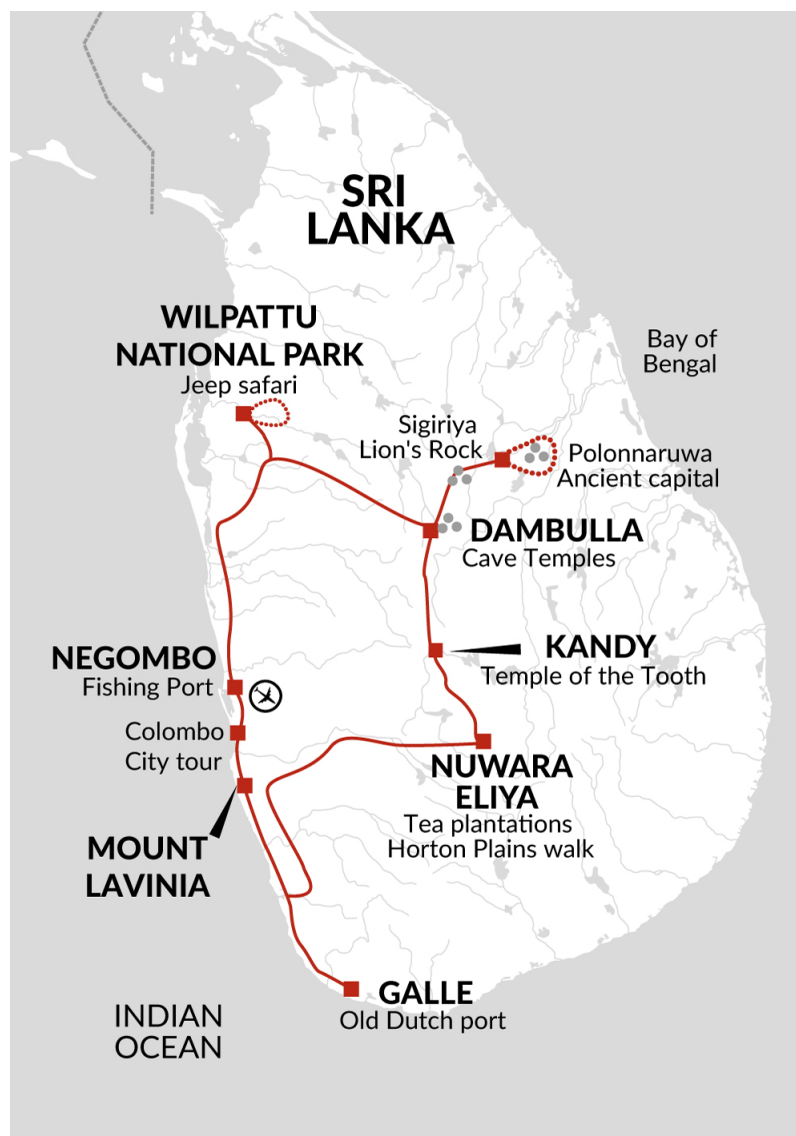 SRI
LANKA
WILPATTU
NATIONAL PARK
Jeep safari
Bay of
Bengal
Sigiriya
Lion's Rock
Polonnaruwa
Ancient capital
DAMBULLA
Cave Temples
NEGOMBO
Fishing Port
KANDY
Temple of the Tooth
Colombo
City tour
NUWARA
ELIYA
Tea plantations
Horton Plains walk
MOUNT
LAVINIA
GALLE
Old Dutch port
INDIAN
OCEAN